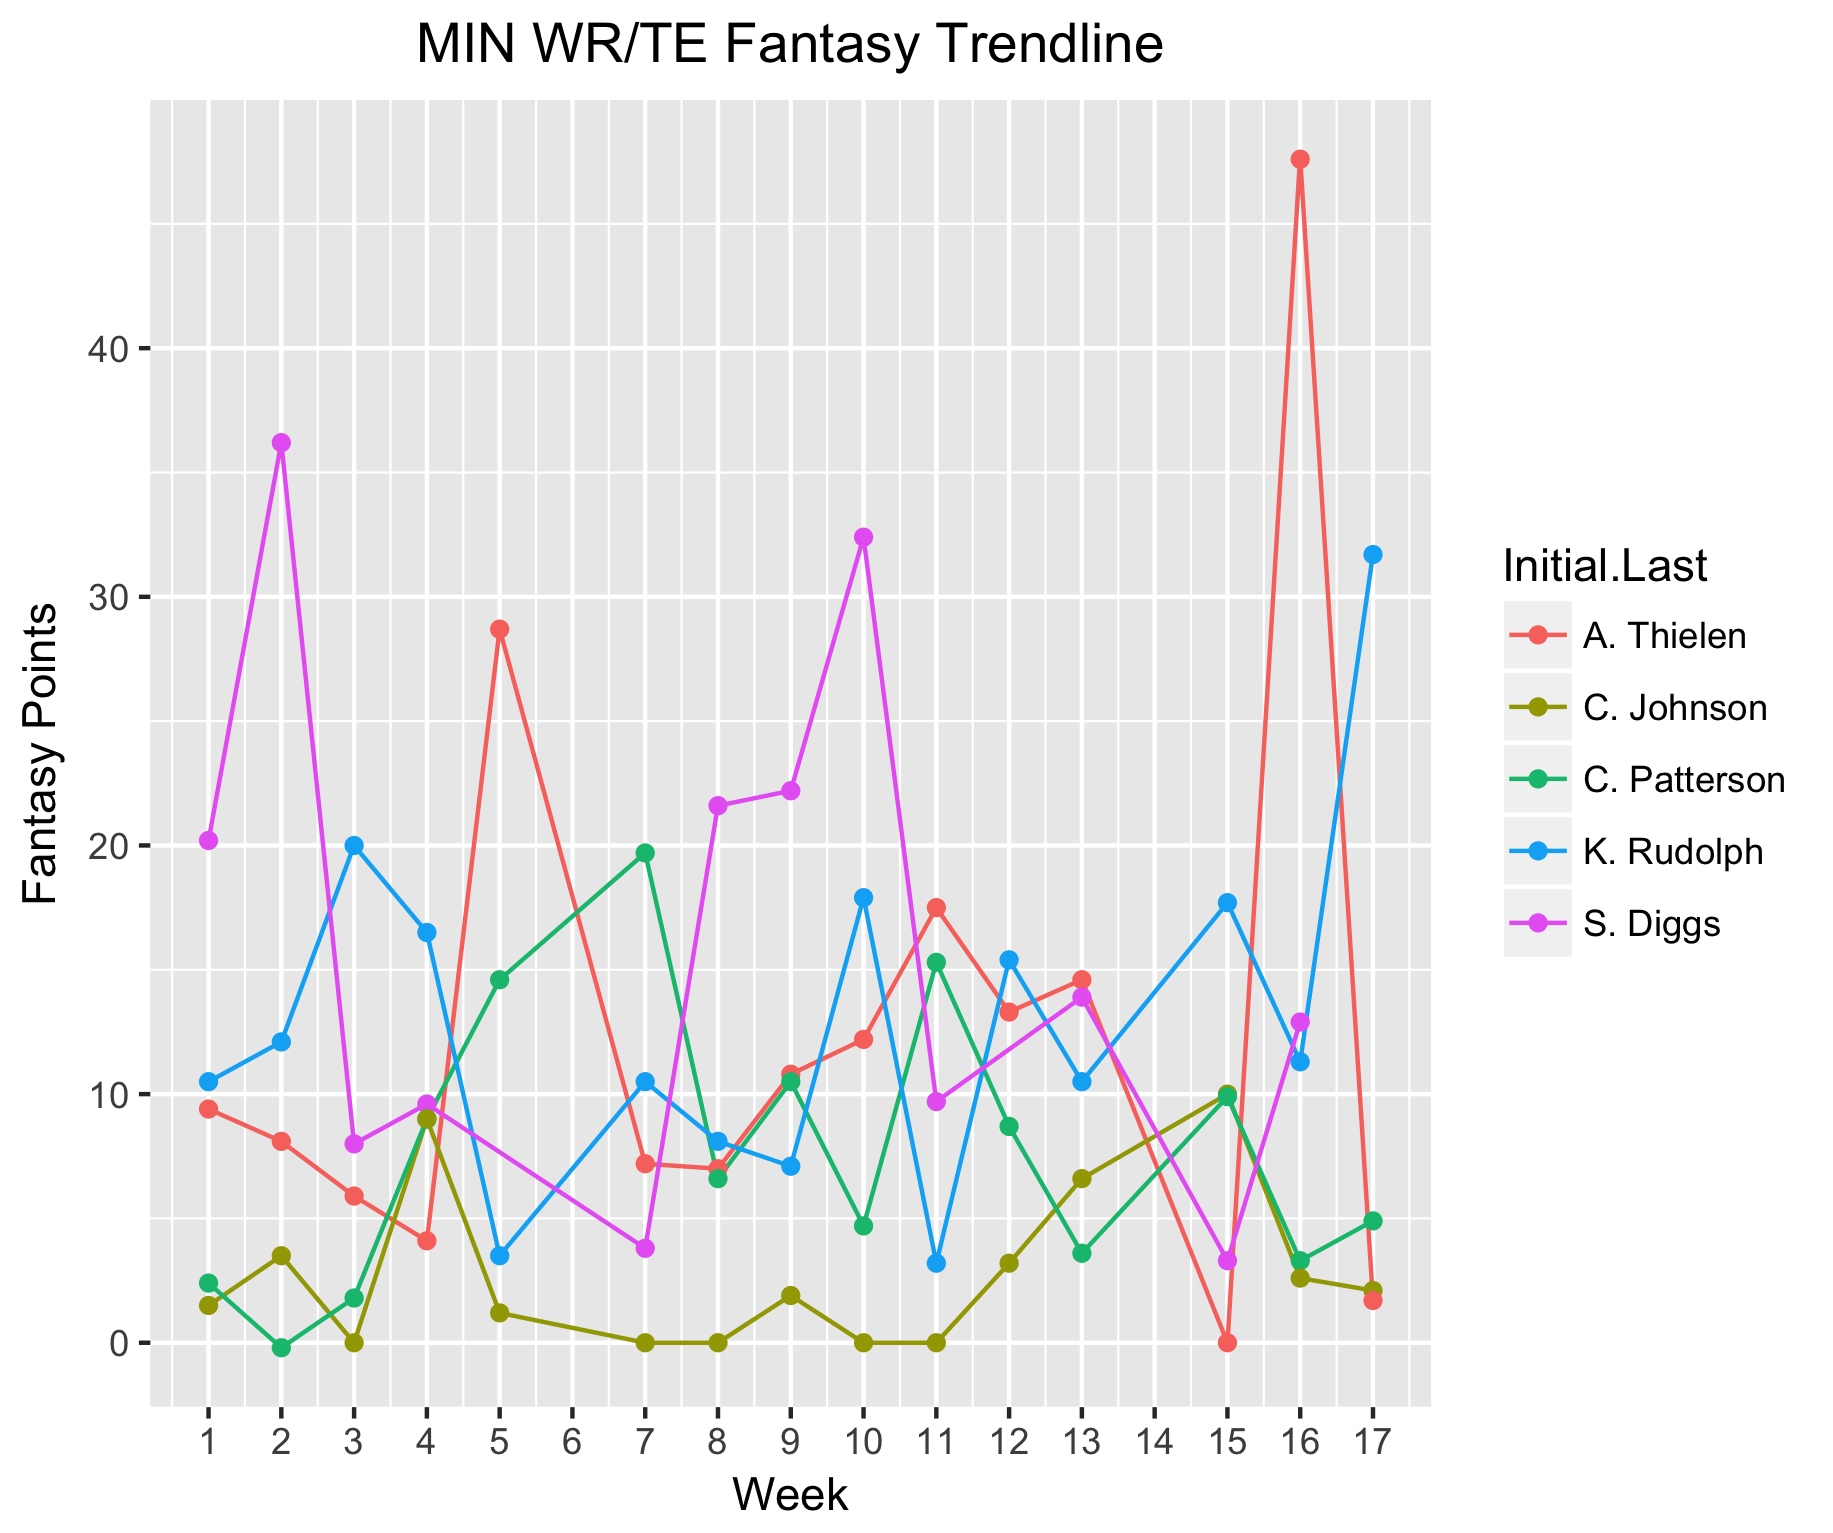 MIN WR/TE Fantasy Trendline
Fantasy Points
40
30
20
10
0
1 2 3 4 5 6 7 8 9 10 11 12 13 14 15 16 17
Week
Initial.Last
A. Thielen
C. Johnson
C. Patterson
K. Rudolph
S. Diggs